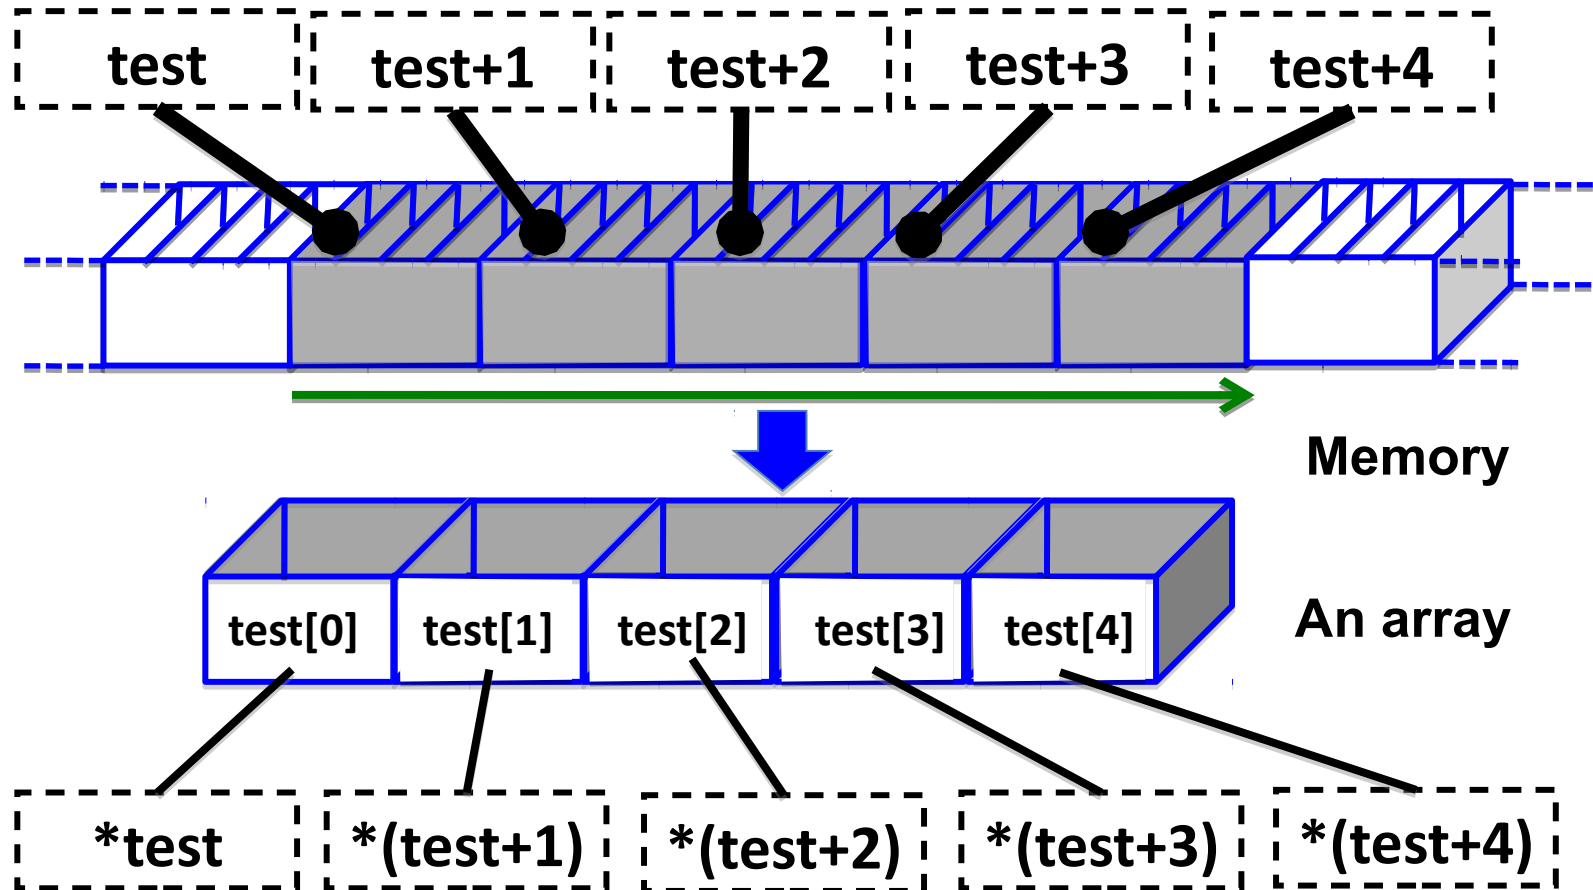 test test+1 test+2 test+3 test+4
Memory
test[0] test[1] test[2] test[3] test[4]
An array
*test *(test+1) *(test+2) *(test+3) *(test+4)